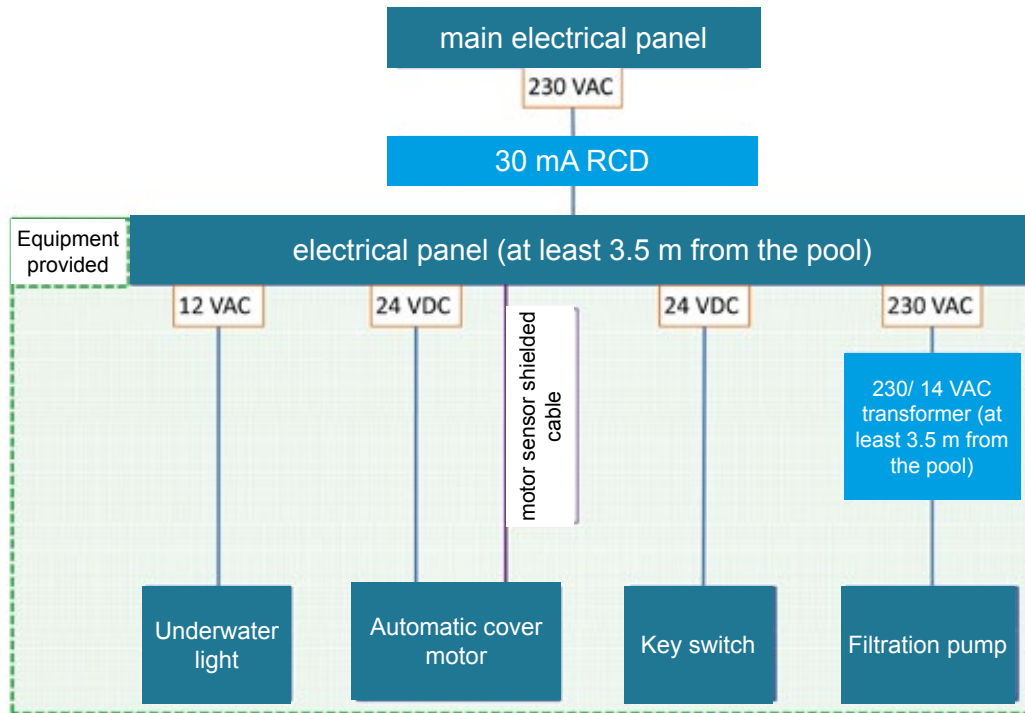 main electrical panel
230 VAC
30 mA RCD
Equipment
provided
electrical panel (at least 3.5 m from the pool)
12 VAC
24 VDC
24 VDC
230 VAC
motor sensor shielded
cable
230/ 14 VAC
transformer (at
least 3.5 m from
the pool)
Underwater
light
Automatic cover
motor
Key switch
Filtration pump